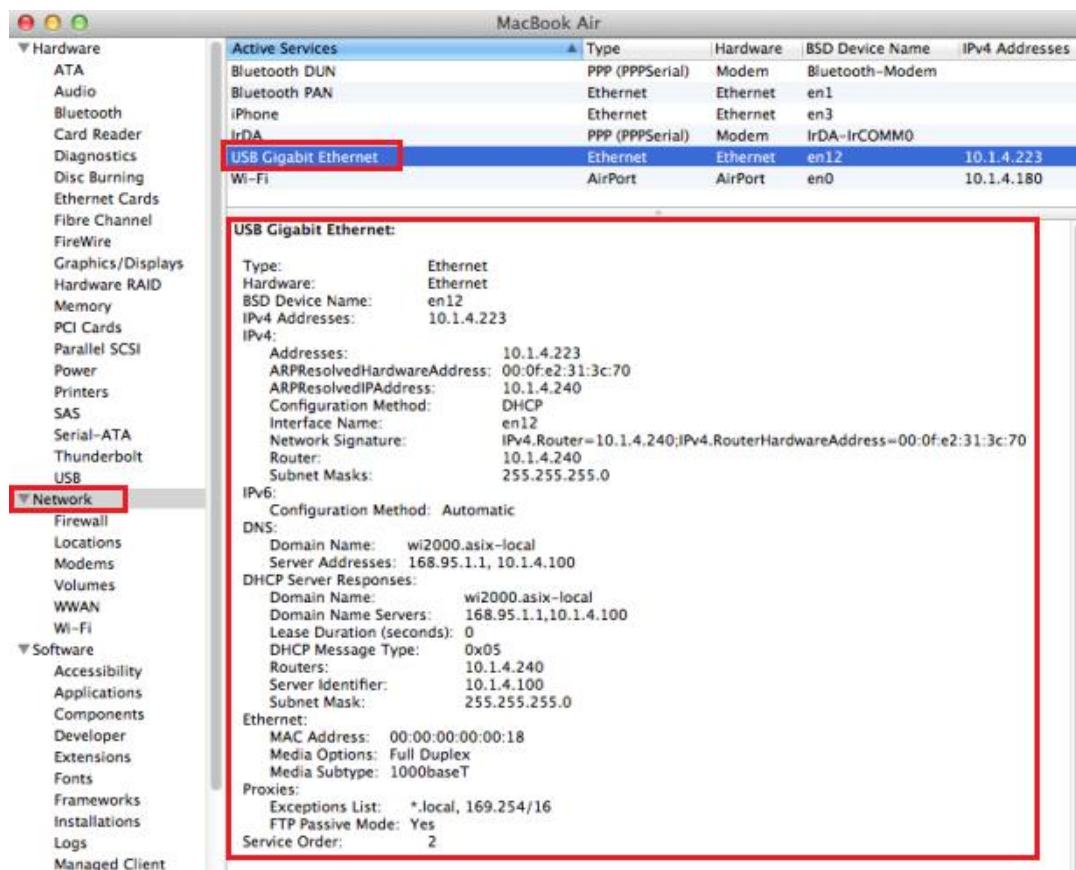 MacBook Air
Hardware
ATA
Audio
Bluetooth
Card Reader
Diagnostics
Disc Burning
Ethernet Cards
Fibre Channel
FireWire
Graphics/Displays
Hardware RAID
Memory
PCI Cards
Parallel SCSI
Power
Printers
SAS
Serial-ATA
Thunderbolt
USB
Network
Firewall
Locations
Modems
Volumes
WWAN
Wi-Fi
Software
Accessibility
Applications
Components
Developer
Extensions
Fonts
Frameworks
Installations
Logs
Managed Client
Active Services Type Hardware BSD Device Name IPv4 Addresses
Bluetooth DUN PPP (PPPSerial) Modem Bluetooth-Modem
Bluetooth PAN Ethernet Ethernet en1
iPhone Ethernet Ethernet en3
IrDA PPP (PPPSerial) Modem IrDA-IrCOMM0
USB Gigabit Ethernet Ethernet Ethernet en12 10.1.4.223
Wi-Fi AirPort AirPort en0 10.1.4.180
USB Gigabit Ethernet:
Type: Ethernet
Hardware: Ethernet
BSD Device Name: en12
IPv4 Addresses: 10.1.4.223
IPv4:
Addresses: 10.1.4.223
ARPResolvedHardwareAddress: 00:0f:e2:31:3c:70
ARPResolvedIPAddress: 10.1.4.240
Configuration Method: DHCP
Interface Name: en12
Network Signature: IPv4.Router=10.1.4.240;IPv4.RouterHardwareAddress=00:0f:e2:31:3c:70
Router: 10.1.4.240
Subnet Masks: 255.255.255.0
IPv6:
Configuration Method: Automatic
DNS:
Domain Name: wi2000.asix-local
Server Addresses: 168.95.1.1, 10.1.4.100
DHCP Server Responses:
Domain Name: wi2000.asix-local
Domain Name Servers: 168.95.1.1,10.1.4.100
Lease Duration (seconds): 0
DHCP Message Type: 0x05
Routers: 10.1.4.240
Server Identifier: 10.1.4.100
Subnet Mask: 255.255.255.0
Ethernet:
MAC Address: 00:00:00:00:00:18
Media Options: Full Duplex
Media Subtype: 1000baseT
Proxies:
Exceptions List: *.local, 169.254/16
FTP Passive Mode: Yes
Service Order: 2